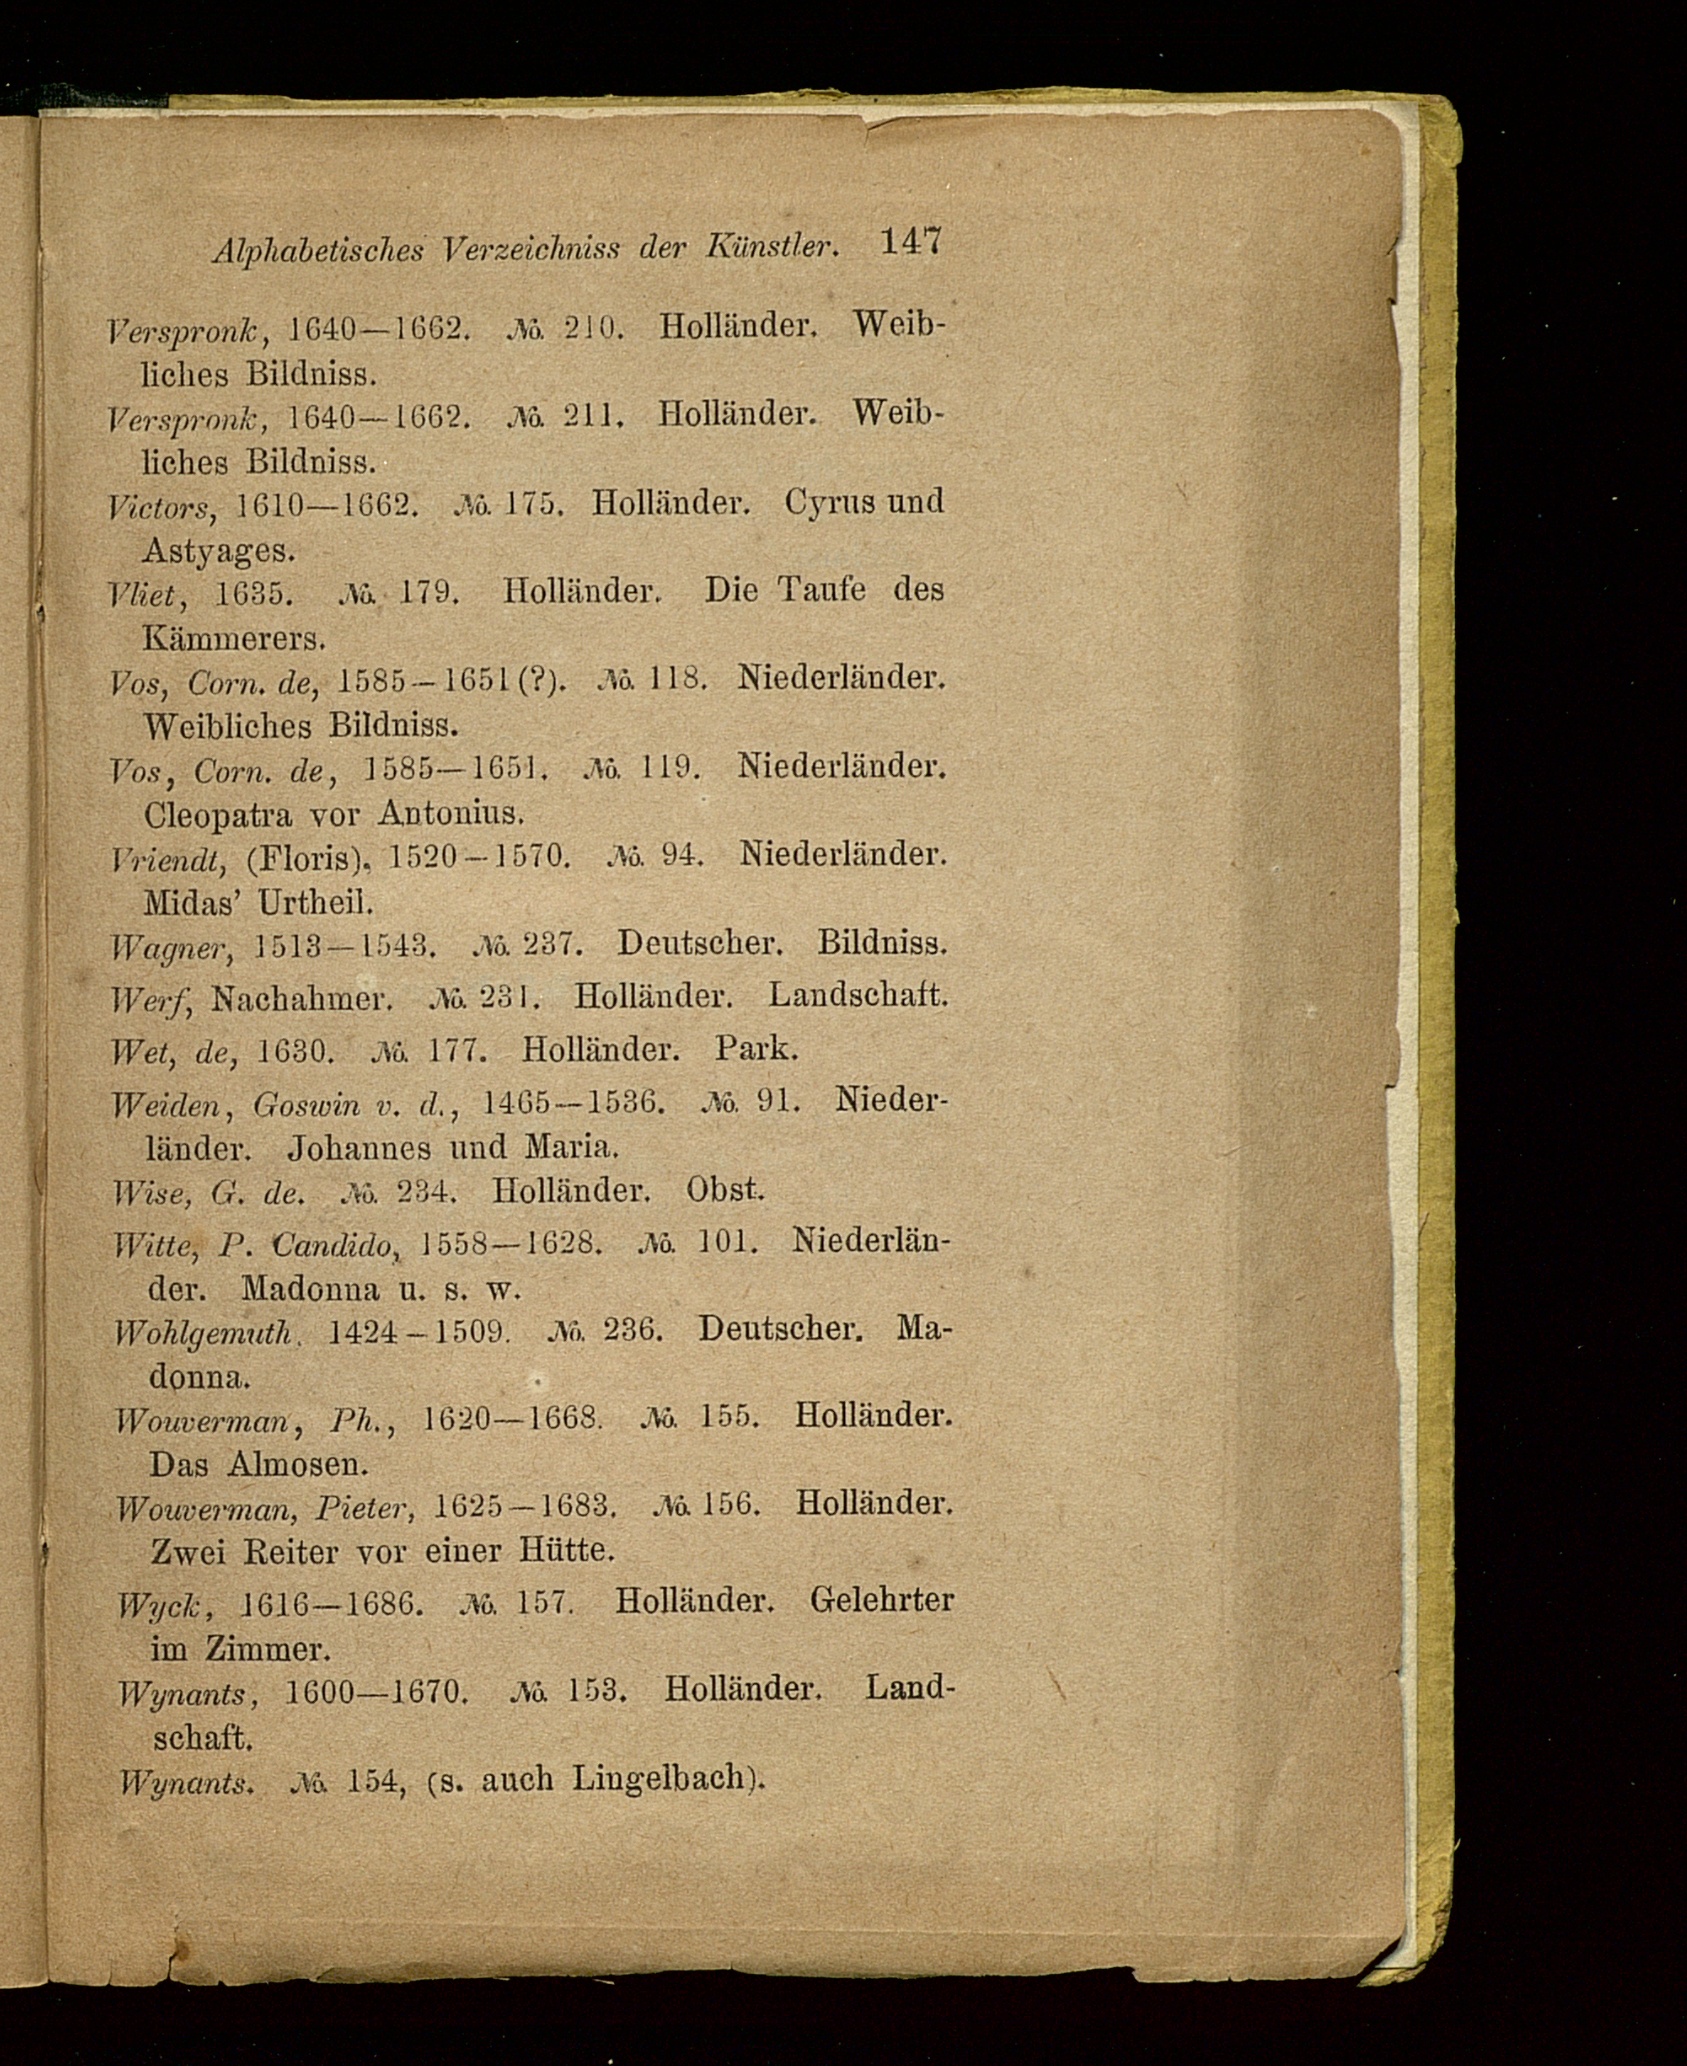 Alphabetisches Verzeichniss der Künstler. 147
Verspronk, 1640—1662. No. 210. Holländer. Weib-
liches Bildniss.
Verspronk, 1640—1662. No. 211. Holländer. Weib-
liches Bildniss.
Victors, 1610—1662. No. 175. Holländer. Cyrus und
Astyages.
Vliet, 1635. No. 179. Holländer. Die Taufe des
Kämmerers.
Vos, Corn. de, 1585—1651(?). No. 118. Niederländer.
Weibliches Bildniss.
Vos, Corn. de, 1585—1651. No. 119. Niederländer.
Cleopatra vor Antonius.
Vriendt, (Floris), 1520—1570. No. 94. Niederländer.
Midas' Urtheil.
Wagner, 1513—1543. No. 237. Deutscher. Bildniss.
Werf, Nachahmer. No. 231. Holländer. Landschaft.
Wet, de, 1630. No. 177. Holländer. Park.
Weiden, Goswin v. d., 1465—1536. No. 91. Nieder-
länder. Johannes und Maria.
Wise, G. de. No. 234. Holländer. Obst.
Witte, P. Candido, 1558—1628. No. 101. Niederlän-
der. Madonna u. s. w.
Wohlgemuth. 1424—1509. No. 236. Deutscher. Ma-
donna.
Wouverman, Ph., 1620—1668. No. 155. Holländer.
Das Almosen.
Wouverman, Pieter, 1625—1683. No. 156. Holländer.
Zwei Reiter vor einer Hütte.
Wyck, 1616—1686. No. 157. Holländer. Gelehrter
im Zimmer.
Wynants, 1600—1670. No. 153. Holländer. Land-
schaft.
Wynants. No. 154, (s. auch Lingelbach).